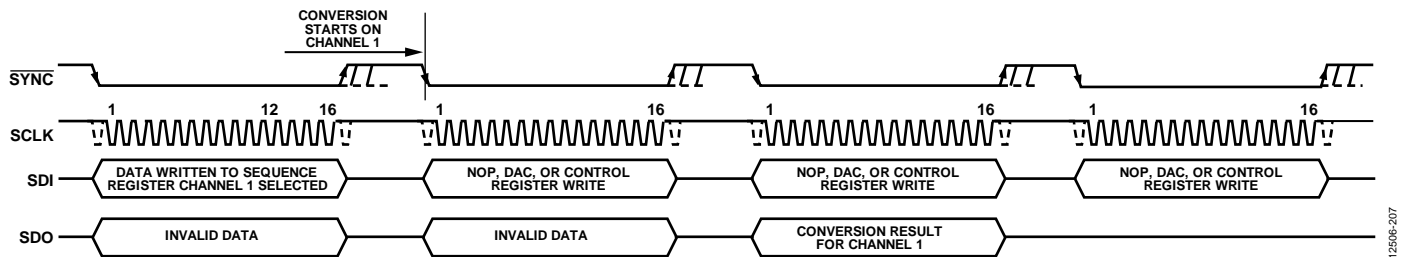 CONVERSION
STARTS ON
CHANNEL 1
SYNC
1 12 16 1 16 1 16 1 16
SCLK
SDI
DATA WRITTEN TO SEQUENCE
REGISTER CHANNEL 1 SELECTED
NOP, DAC, OR CONTROL
REGISTER WRITE
NOP, DAC, OR CONTROL
REGISTER WRITE
NOP, DAC, OR CONTROL
REGISTER WRITE
SDO
INVALID DATA
INVALID DATA
CONVERSION RESULT
FOR CHANNEL 1
12506-207